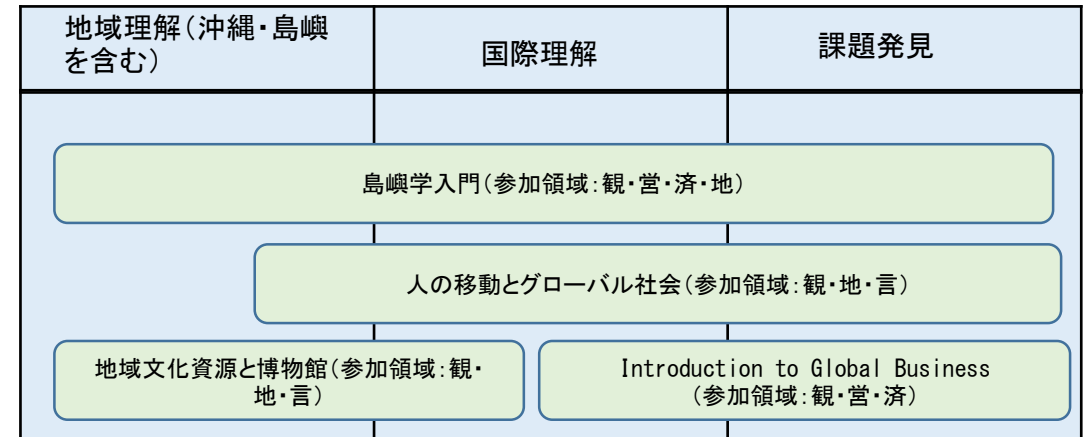 地域理解(沖縄・島嶼
を含む)
国際理解
課題発見
島嶼学入門(参加領域:観・営・済・地)
人の移動とグローバル社会(参加領域:観・地・言)
地域文化資源と博物館(参加領域:観・
地・言)
Introduction to Global Business
(参加領域:観・営・済)